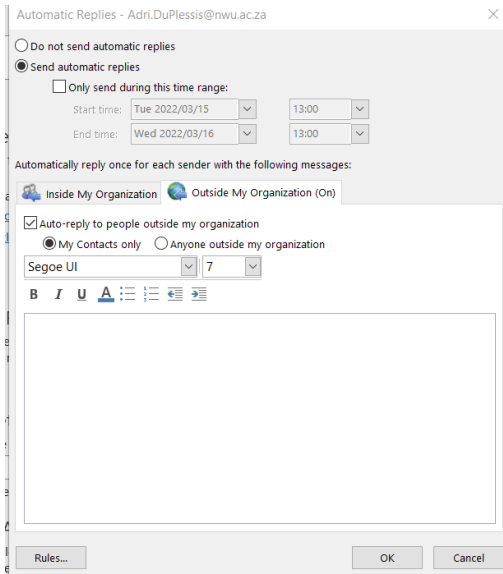 Automatic Replies - Adri.DuPlessis@nwu.ac.za
Do not send automatic replies
Send automatic replies
Only send during this time range:
Start time: Tue 2022/03/15 13:00
End time: Wed 2022/03/16 13:00
Automatically reply once for each sender with the following messages:
Inside My Organization Outside My Organization (On)
Auto-reply to people outside my organization
My Contacts only Anyone outside my organization
Segoe UI 7
B I U A
Rules... OK Cancel